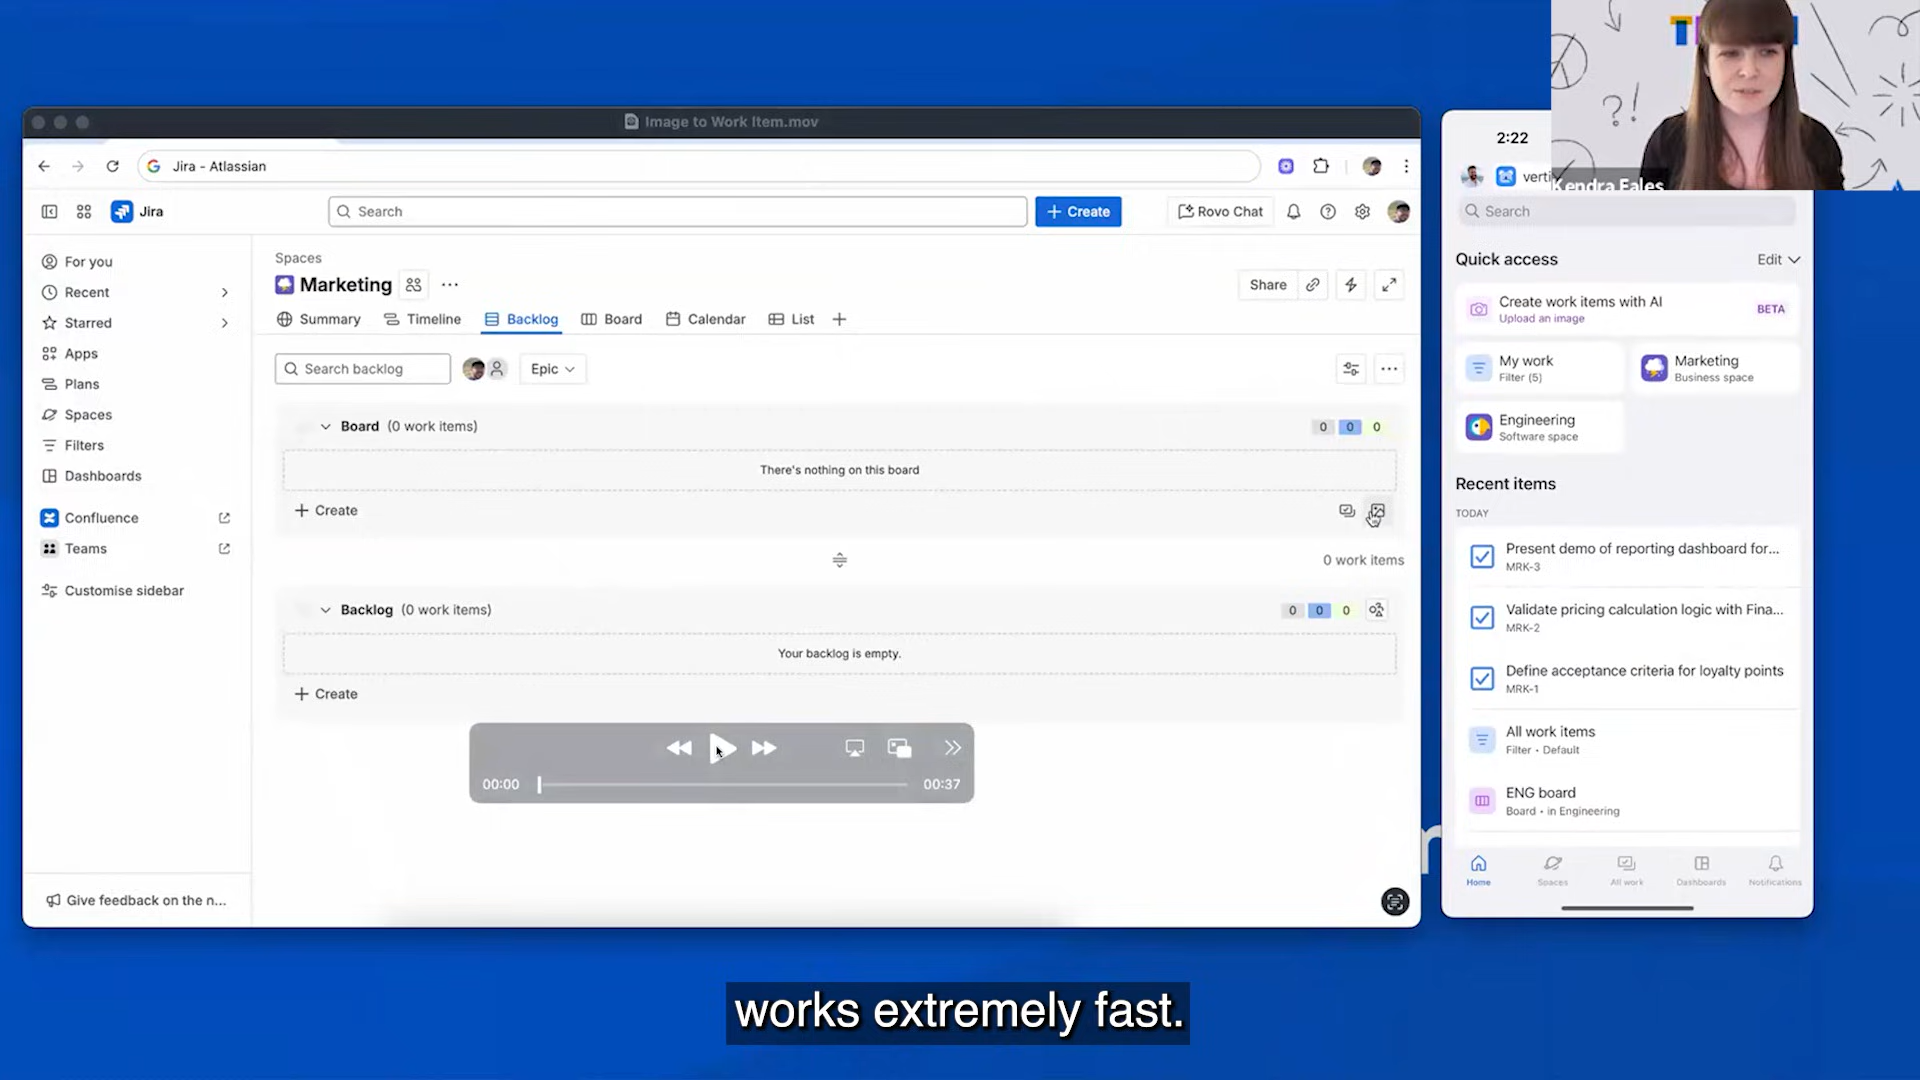 Image to Work Item.mov
Jira - Atlassian
Jira
Search
Create
Rovo Chat
For you
Recent
Starred
Apps
Plans
Spaces
Filters
Dashboards
Confluence
Teams
Customise sidebar
Give feedback on the n...
Spaces
Marketing
Share
Summary
Timeline
Backlog
Board
Calendar
List
Search backlog
Epic
Board (0 work items)
0 0 0
There's nothing on this board
Create
0 work items
Backlog (0 work items)
0 0 0
Your backlog is empty.
Create
00:00
00:37
?!
Kendra Eales
2:22
Search
Quick access
Edit
Create work items with AI
Upload an image
BETA
My work
Filter (5)
Marketing
Business space
Engineering
Software space
Recent items
TODAY
Present demo of reporting dashboard for...
MRK-3
Validate pricing calculation logic with Fina...
MRK-2
Define acceptance criteria for loyalty points
MRK-1
All work items
Filter • Default
ENG board
Board • in Engineering
Home
Spaces
All work
Dashboards
Notifications
works extremely fast.